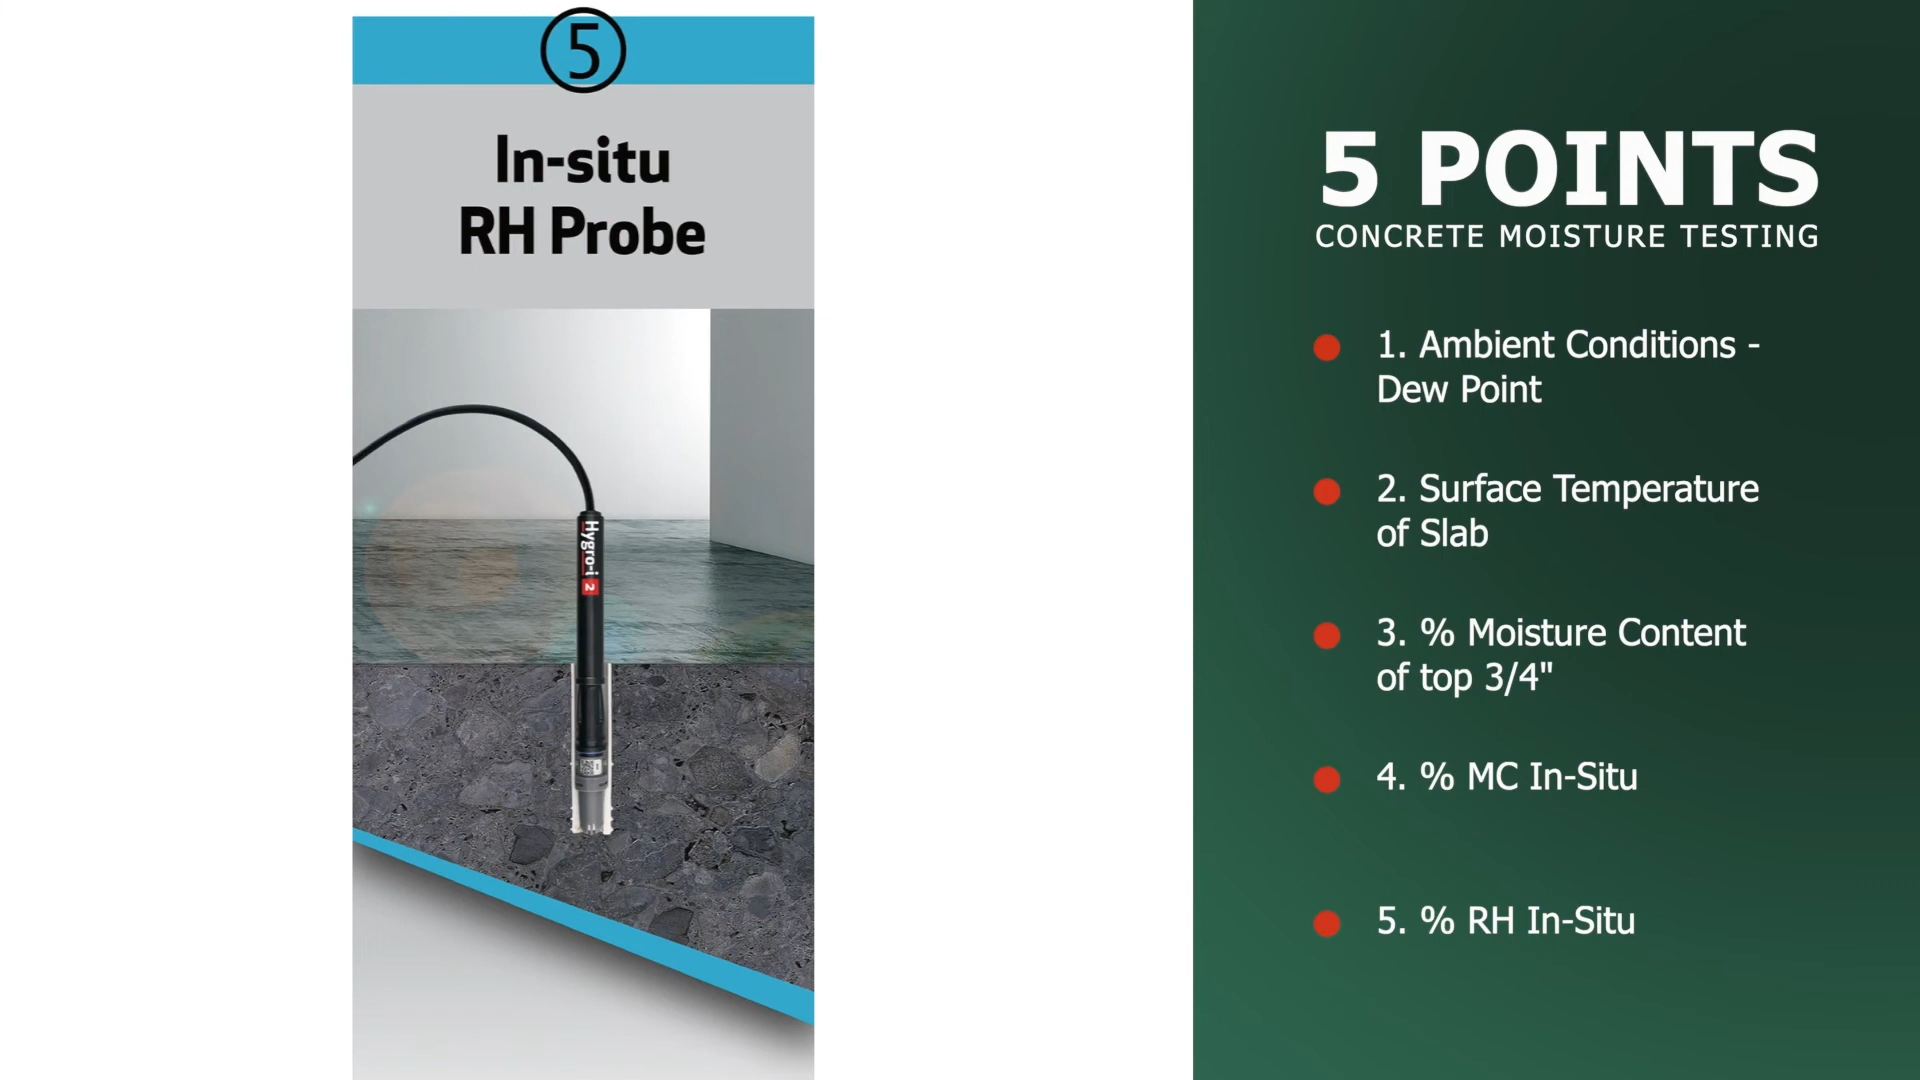 5
In-situ
RH Probe
Hygro-i 2
5 POINTS
CONCRETE MOISTURE TESTING
1. Ambient Conditions -
Dew Point
2. Surface Temperature
of Slab
3. % Moisture Content
of top 3/4"
4. % MC In-Situ
5. % RH In-Situ